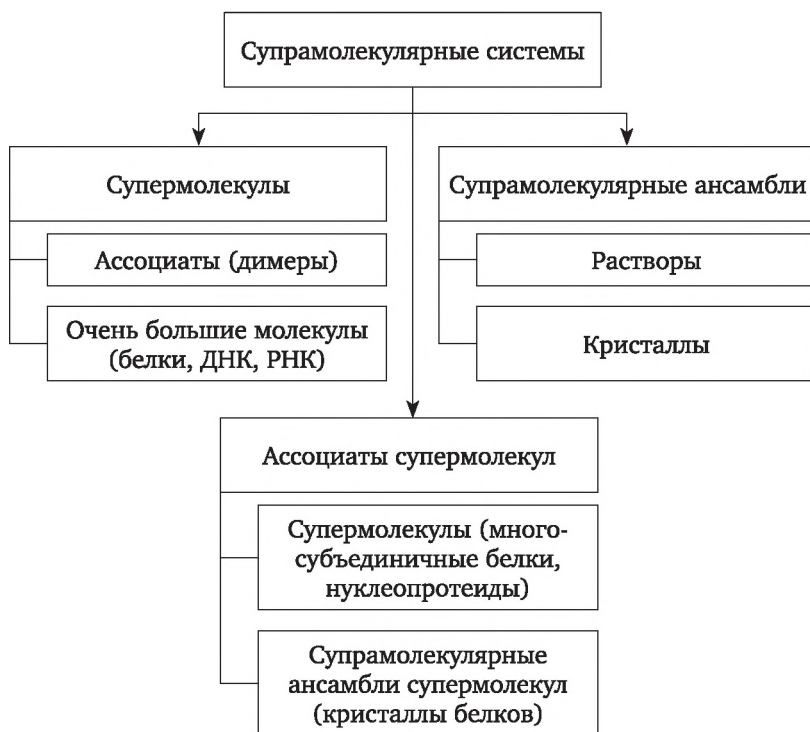 Супрамолекулярные системы
Супермолекулы
Супрамолекулярные ансамбли
Ассоциаты (димеры)
Растворы
Очень большие молекулы
(белки, ДНК, РНК)
Кристаллы
Ассоциаты супермолекул
Супермолекулы (много-
субъединичные белки,
нуклеопротеиды)
Супрамолекулярные
ансамбли супермолекул
(кристаллы белков)